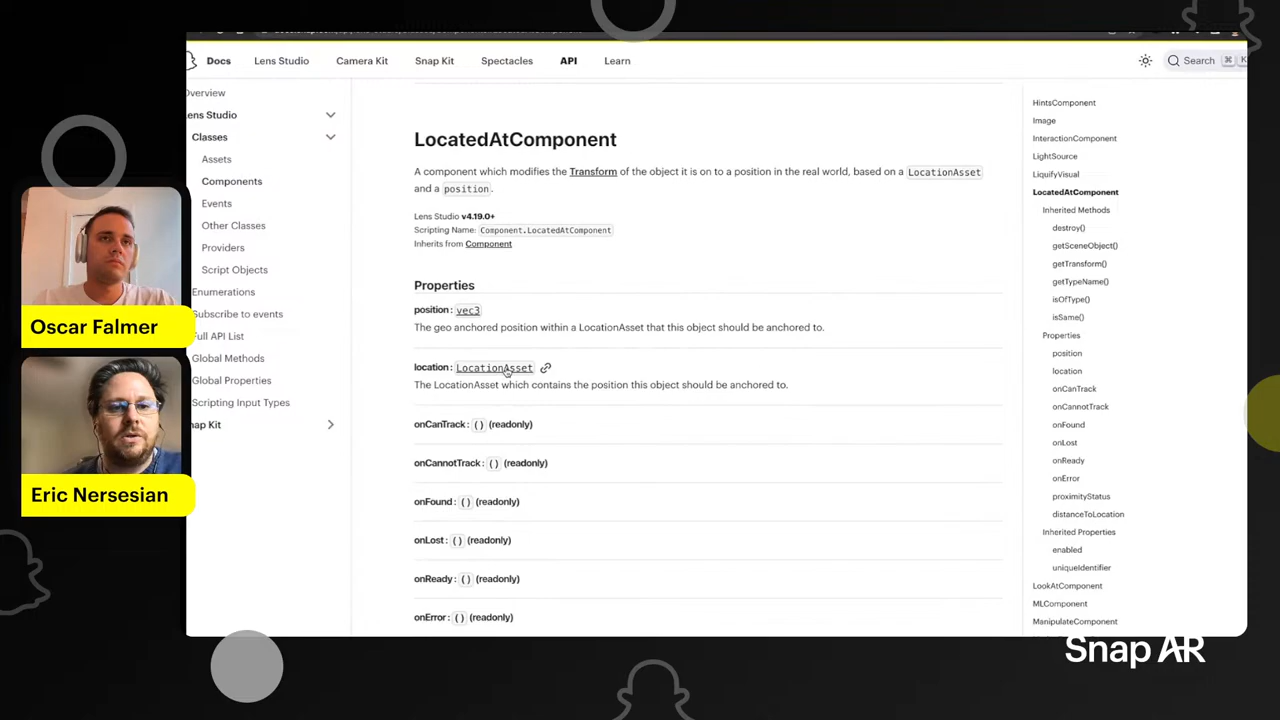 Docs
Lens Studio
Camera Kit
Snap Kit
Spectacles
API
Learn
Search
⌘
K
Overview
Lens Studio
Classes
Assets
Components
Events
Other Classes
Providers
Script Objects
Enumerations
Subscribe to events
Full API List
Global Methods
Global Properties
Scripting Input Types
Snap Kit
LocatedAtComponent
A component which modifies the Transform of the object it is on to a position in the real world, based on a LocationAsset
and a position.
Lens Studio v4.19.0+
Scripting Name: Component.LocatedAtComponent
Inherits from Component
Properties
position : vec3
The geo anchored position within a LocationAsset that this object should be anchored to.
location : LocationAsset
The LocationAsset which contains the position this object should be anchored to.
onCanTrack : () (readonly)
onCannotTrack : () (readonly)
onFound : () (readonly)
onLost : () (readonly)
onReady : () (readonly)
onError : () (readonly)
HintsComponent
Image
InteractionComponent
LightSource
LiquifyVisual
LocatedAtComponent
Inherited Methods
destroy()
getSceneObject()
getTransform()
getTypeName()
isOfType()
isSame()
Properties
position
location
onCanTrack
onCannotTrack
onFound
onLost
onReady
onError
proximityStatus
distanceToLocation
Inherited Properties
enabled
uniqueIdentifier
LookAtComponent
MLComponent
ManipulateComponent
Oscar Falmer
Eric Nersesian
Snap AR